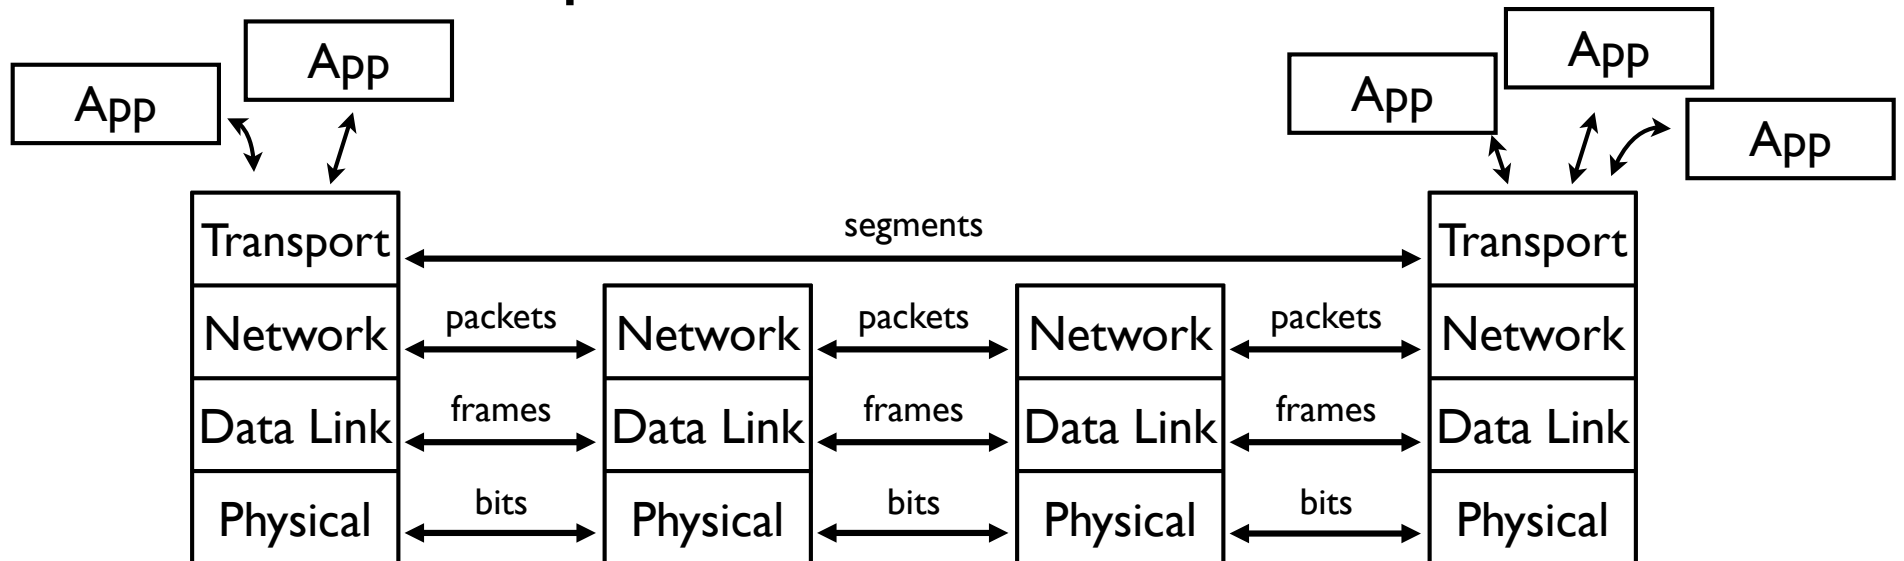 App
App
App
App
App
Transport
segments
Transport
Network
packets
Network
packets
Network
packets
Network
Data Link
frames
Data Link
frames
Data Link
frames
Data Link
Physical
bits
Physical
bits
Physical
bits
Physical